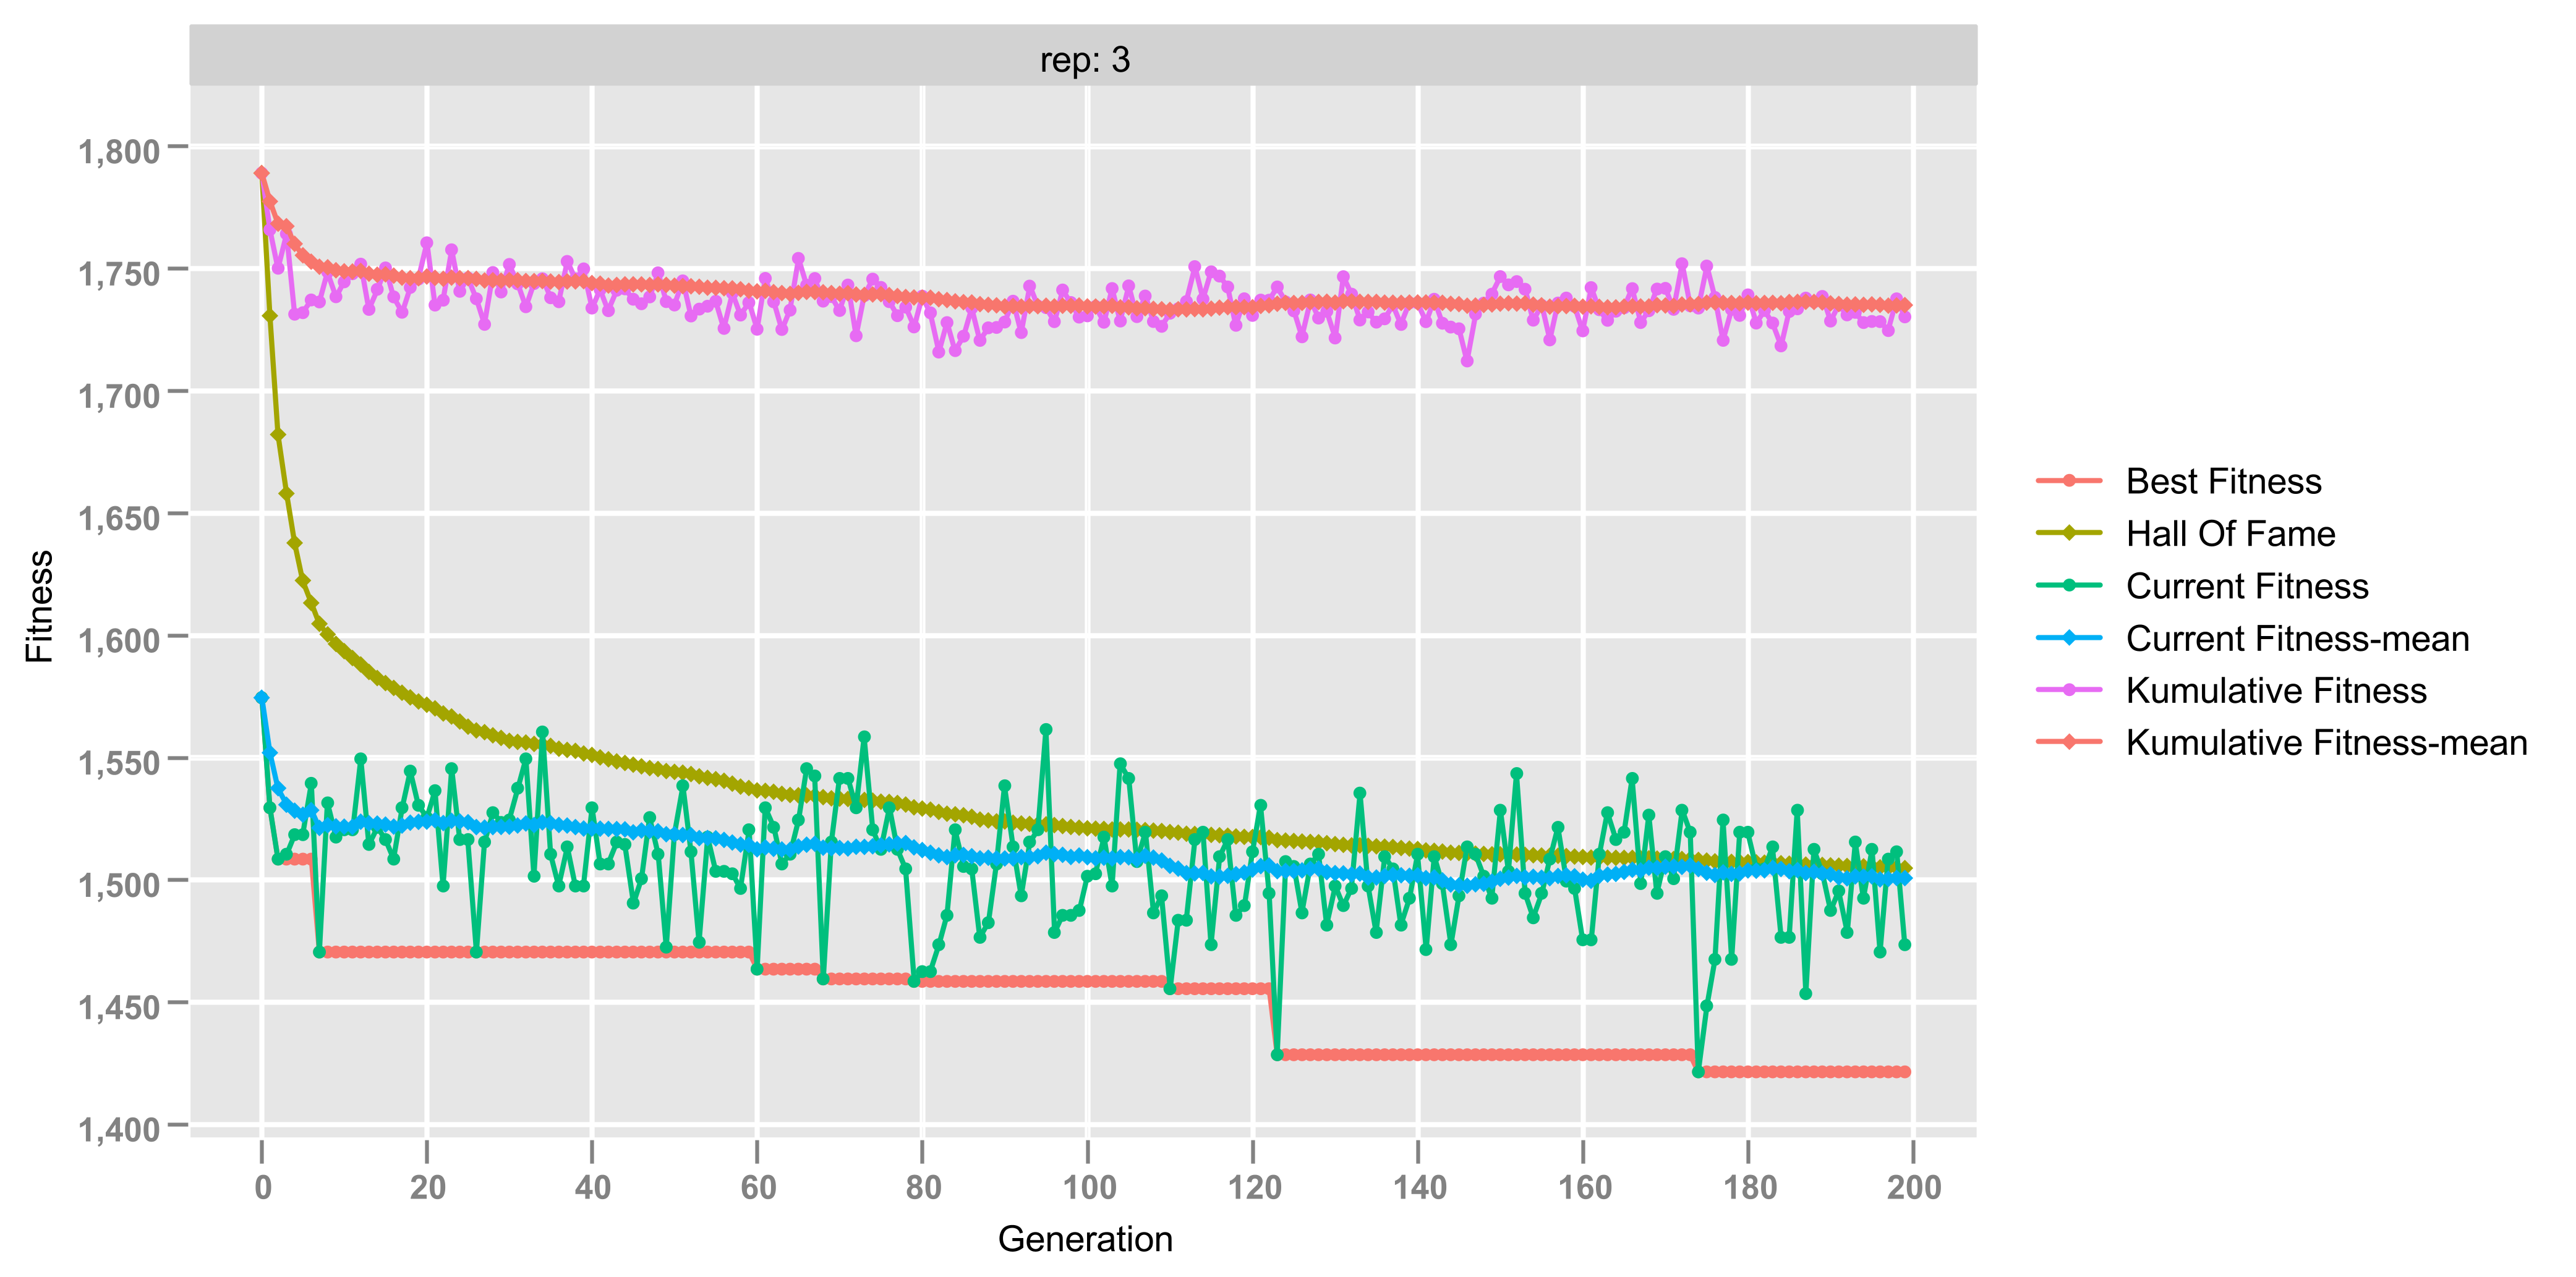 rep: 3
1,800
1,750
1,700
1,650
1,600
1,550
1,500
1,450
1,400
Fitness
0 20 40 60 80 100 120 140 160 180 200
Generation
Best Fitness
Hall Of Fame
Current Fitness
Current Fitness-mean
Kumulative Fitness
Kumulative Fitness-mean